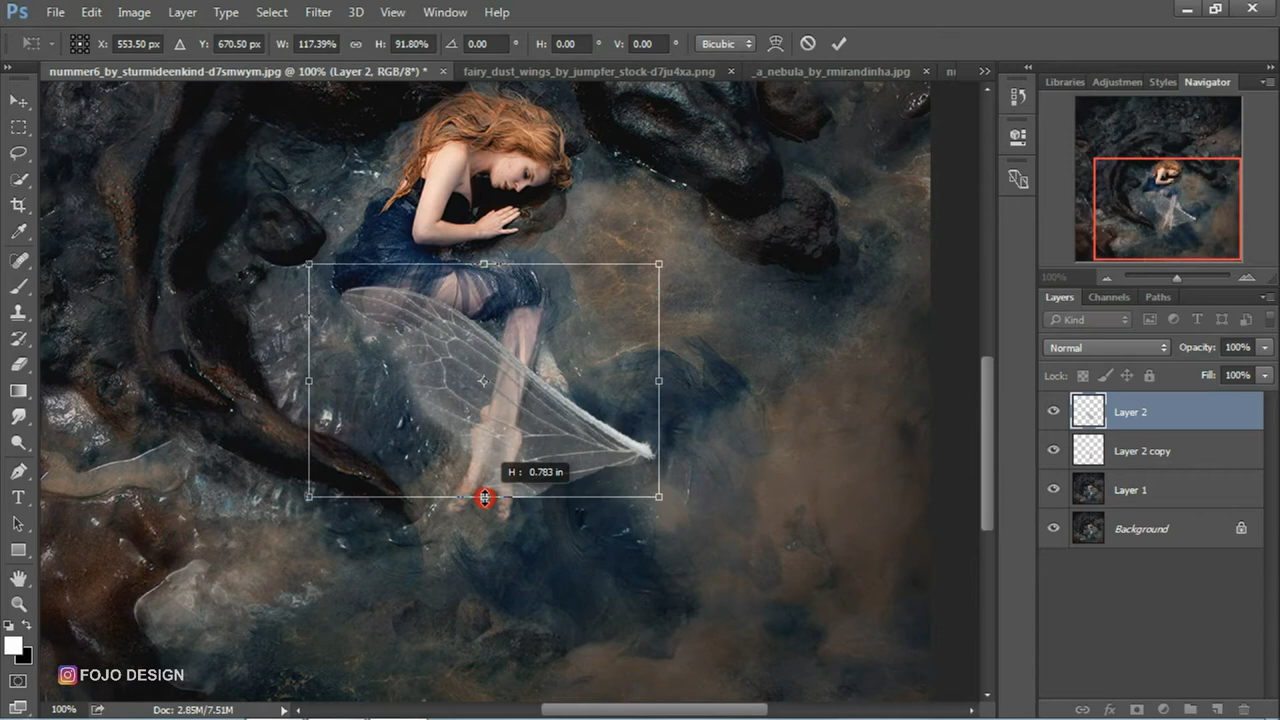 Ps File Edit Image Layer Type Select Filter 3D View Window Help
X: 553.50 px Y: 670.50 px W: 117.39% H: 91.80% 0.00 ° H: 0.00 ° V: 0.00 ° Bicubic
nummer6_by_sturmideenkind-d7smwym.jpg @ 100% (Layer 2, RGB/8*) * × fairy_dust_wings_by_jumpfer_stock-d7ju4xa.png × _a_nebula_by_rmirandinha.jpg ×
Libraries Adjustmen Styles Navigator
100%
Layers Channels Paths
Kind
Normal Opacity: 100%
Lock: Fill: 100%
Layer 2
Layer 2 copy
Layer 1
Background
H : 0.783 in
FOJO DESIGN
100% Doc: 2.85M/7.51M